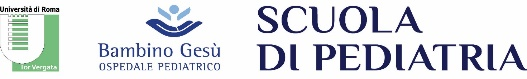 Università di Roma
Tor Vergata
Bambino Gesù
OSPEDALE PEDIATRICO
SCUOLA
DI PEDIATRIA